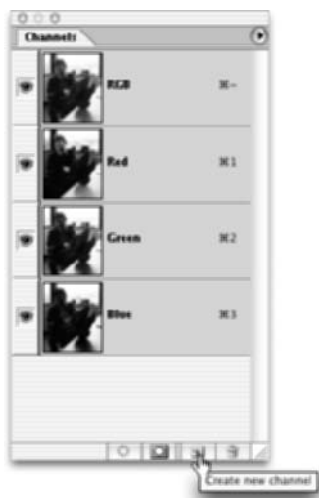 Channels
RGB ⌘~
Red ⌘1
Green ⌘2
Blue ⌘3
Create new channel